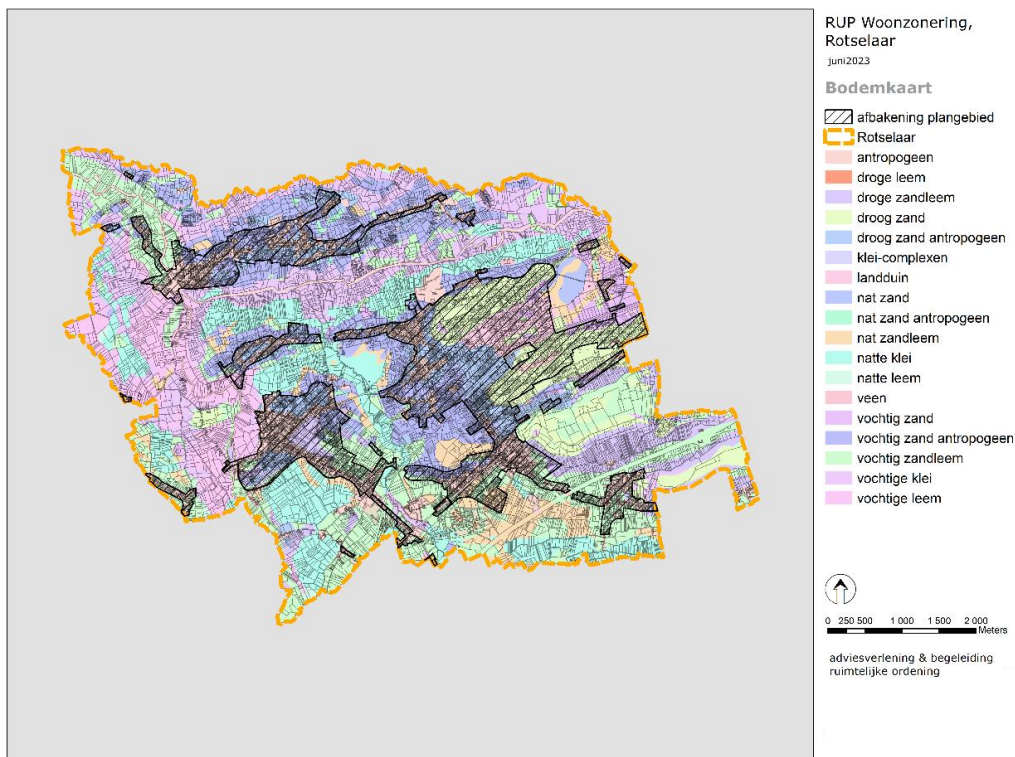 RUP Woonzonering,
Rotselaar
juni2023
Bodemkaart
afbakening plangebied
Rotselaar
antropogeen
droge leem
droge zandleem
droog zand
droog zand antropogeen
klei-complexen
landduin
nat zand
nat zand antropogeen
nat zandleem
natte klei
natte leem
veen
vochtig zand
vochtig zand antropogeen
vochtig zandleem
vochtige klei
vochtige leem
0 250 500 1 000 1 500 2 000
Meters
adviesverlening & begeleiding
ruimtelijke ordening